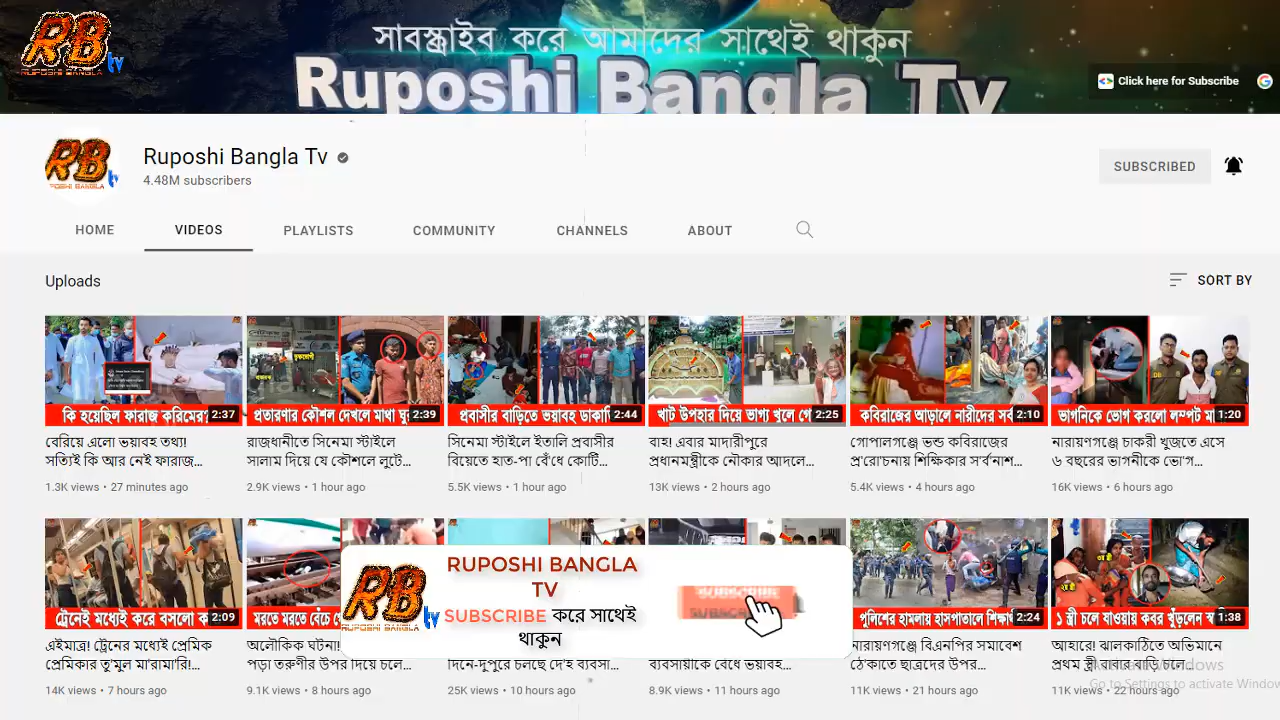 RB tv
RUPOSHI BANGLA
সাবস্ক্রাইব করে আমাদের সাথেই থাকুন
Ruposhi Bangla Tv
Click here for Subscribe
Ruposhi Bangla Tv
4.48M subscribers
SUBSCRIBED
HOME VIDEOS PLAYLISTS COMMUNITY CHANNELS ABOUT
Uploads
SORT BY
কি হয়েছিল ফারাজ করিমের? 2:37
প্রতারণার কৌশল দেখলে মাথা 2:39
প্রবাসীর বাড়িতে ভয়াবহ 2:44
খাট উপহার দিয়ে ভাগ্য খুলে 2:25
কবিরাজের আড়ালে নারীদের 2:10
ভাগনিকে ভোগ করলো লম্পট 1:20
বেরিয়ে এলো ভয়াবহ তথ্য!
সত্যিই কি আর নেই ফারাজ...
1.3K views • 27 minutes ago
রাজধানীতে সিনেমা স্টাইলে
সালাম দিয়ে যে কৌশলে লুটে...
2.9K views • 1 hour ago
সিনেমা স্টাইলে ইতালি প্রবাসীর
বিয়েতে হাত-পা বেঁধে কোটি...
5.5K views • 1 hour ago
বাহ! এবার মাদারীপুরে
প্রধানমন্ত্রীকে নৌকার আদলে...
13K views • 2 hours ago
গোপালগঞ্জে ভন্ড কবিরাজের
প্র'রো'চনায় শিক্ষিকার সর্ব'নাশ...
5.4K views • 4 hours ago
নারায়ণগঞ্জে চাকরী খুজতে এসে
৬ বছরের ভাগনীকে ভো'গ...
16K views • 6 hours ago
ট্রেনেই মধ্যেই করে বসলো 2:09
মরতে মরতে বেঁচে
পুলিশের হামলায় হাসপাতালে 2:24
১ স্ত্রী চলে যাওয়ায় কবর খুঁড়লেন 1:38
এইমাত্র! ট্রেনের মধ্যেই প্রেমিক
প্রেমিকার তু'মুল মা'রামা'রি!...
14K views • 7 hours ago
অলৌকিক ঘটনা!
পড়া তরুণীর উপর দিয়ে চলে...
9.1K views • 8 hours ago
দিনে-দুপুরে চলছে দে'হ ব্যবসা...
25K views • 10 hours ago
ব্যবসায়ীকে বেঁধে ভয়াবহ...
8.9K views • 11 hours ago
নারায়ণগঞ্জে বিএনপির সমাবেশ
ঠে'কাতে ছাত্রদের উপর...
11K views • 21 hours ago
আহারে! ঝালকাঠিতে অভিমানে
প্রথম স্ত্রী বাবার বাড়ি চলে...
11K views • 22 hours ago
RB tv
RUPOSHI BANGLA
RUPOSHI BANGLA
TV
SUBSCRIBE করে সাথেই
থাকুন
Go to Settings to activate Windows